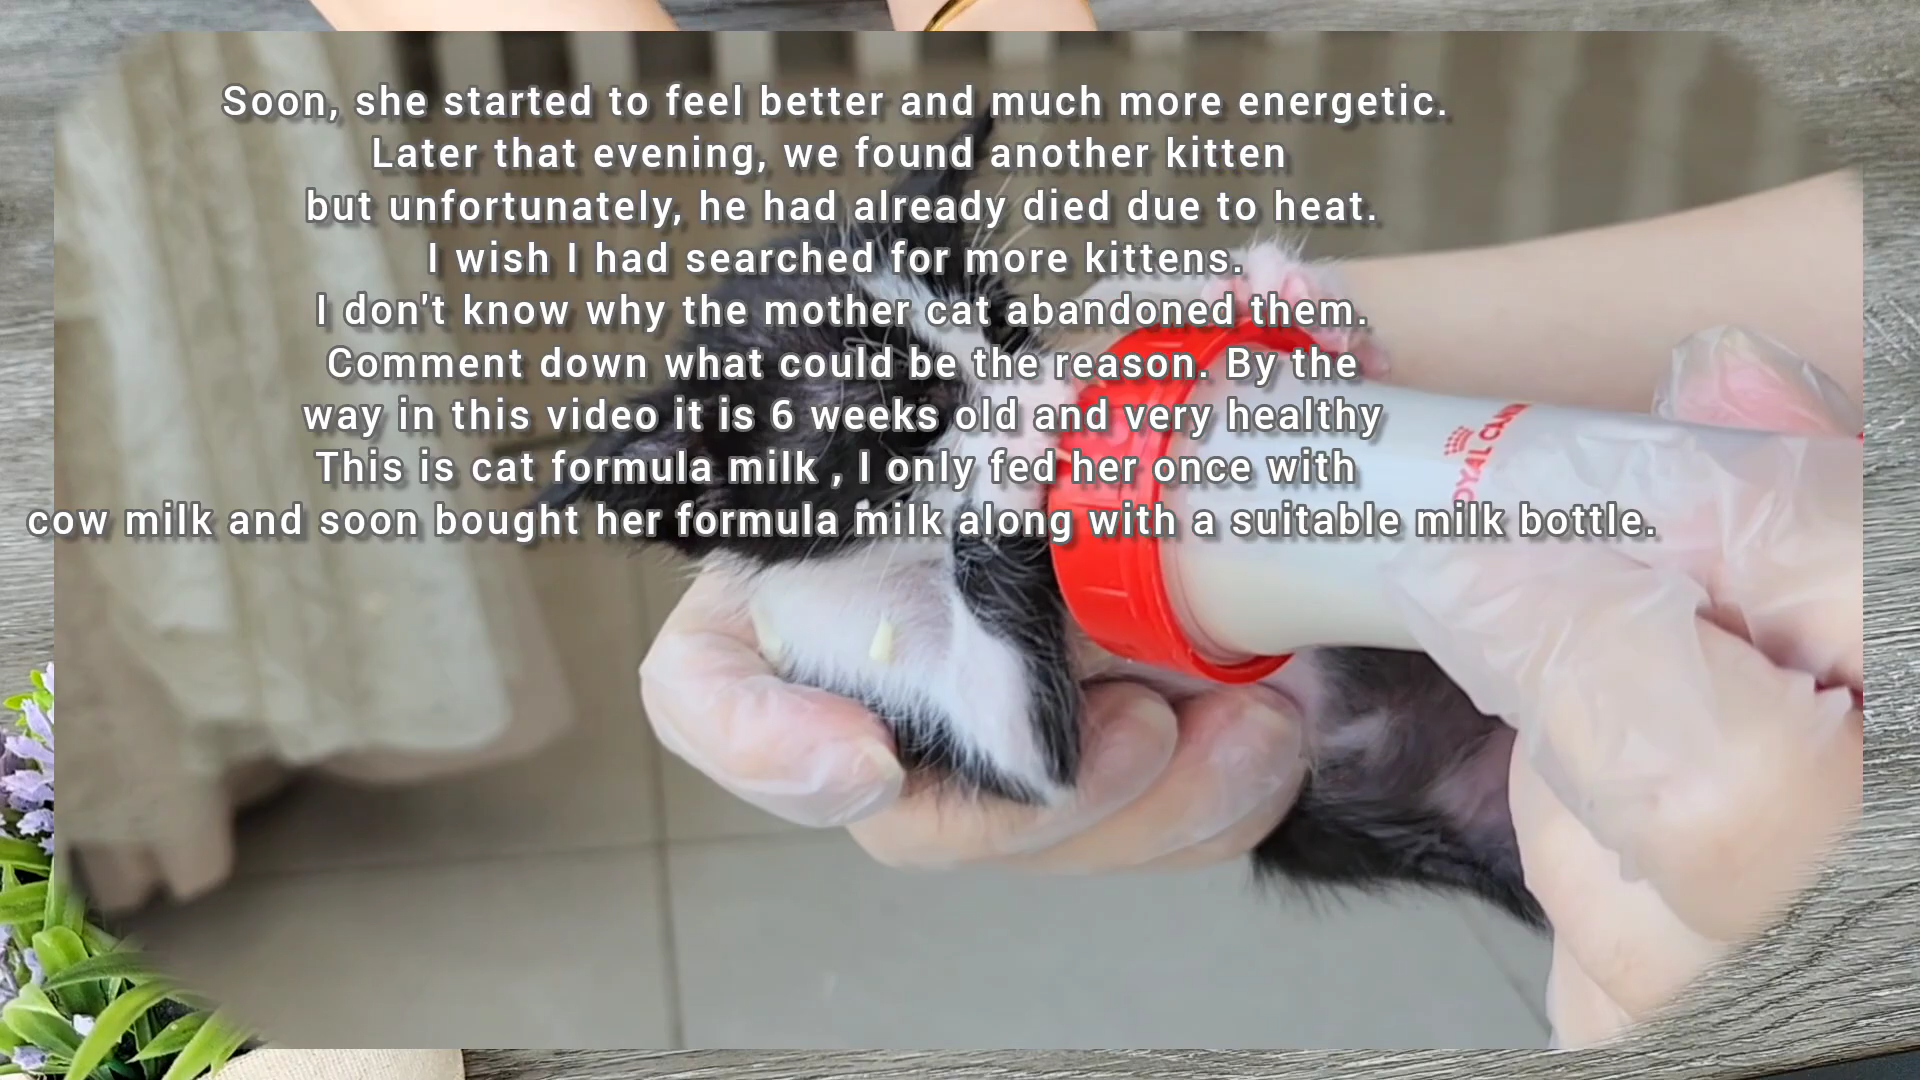 Soon, she started to feel better and much more energetic.
Later that evening, we found another kitten
but unfortunately, he had already died due to heat.
I wish I had searched for more kittens.
I don't know why the mother cat abandoned them.
Comment down what could be the reason. By the
way in this video it is 6 weeks old and very healthy
This is cat formula milk , I only fed her once with
cow milk and soon bought her formula milk along with a suitable milk bottle.